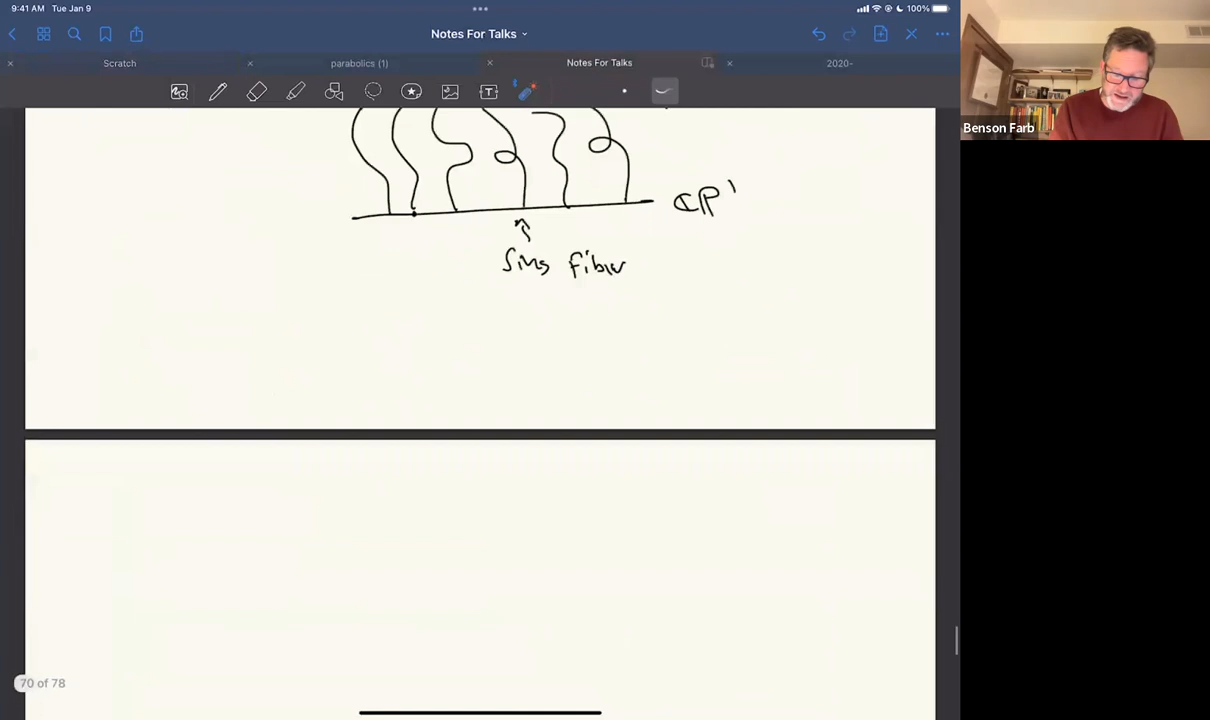 9:41 AM Tue Jan 9
100%
Notes For Talks
Scratch
parabolics (1)
Notes For Talks
2020-
Benson Farb
ℂℙ¹
Sing fiber
70 of 78